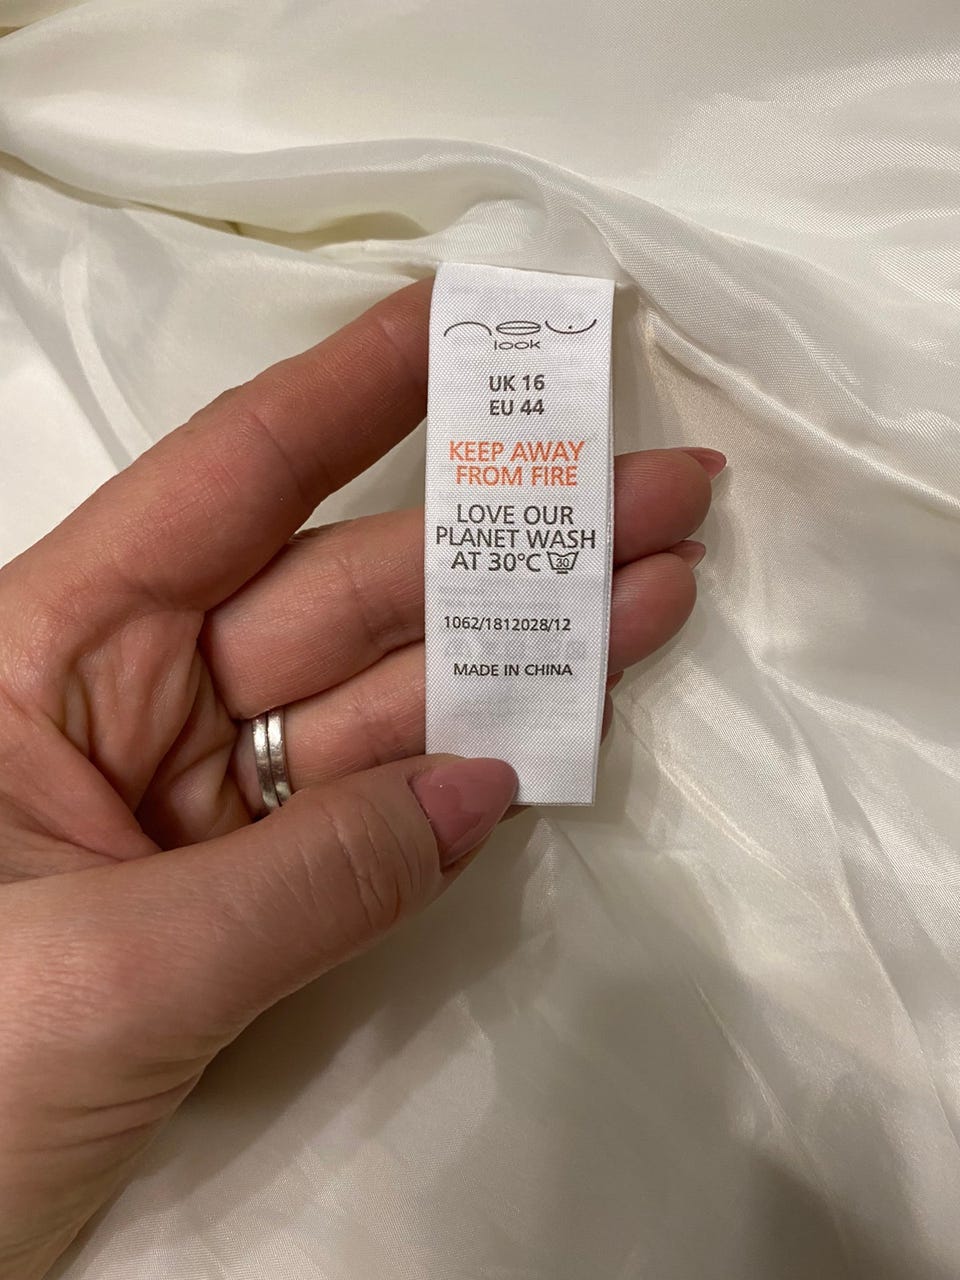 new
look
UK 16
EU 44
KEEP AWAY
FROM FIRE
LOVE OUR
PLANET WASH
AT 30°C 30
1062/1812028/12
MADE IN CHINA